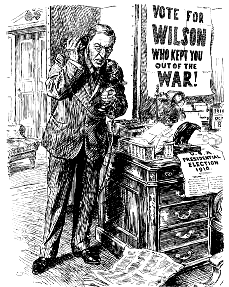 VOTE FOR
WILSON
WHO KEPT YOU
OUT OF THE
WAR!
PRESIDENTIAL
ELECTION
1916